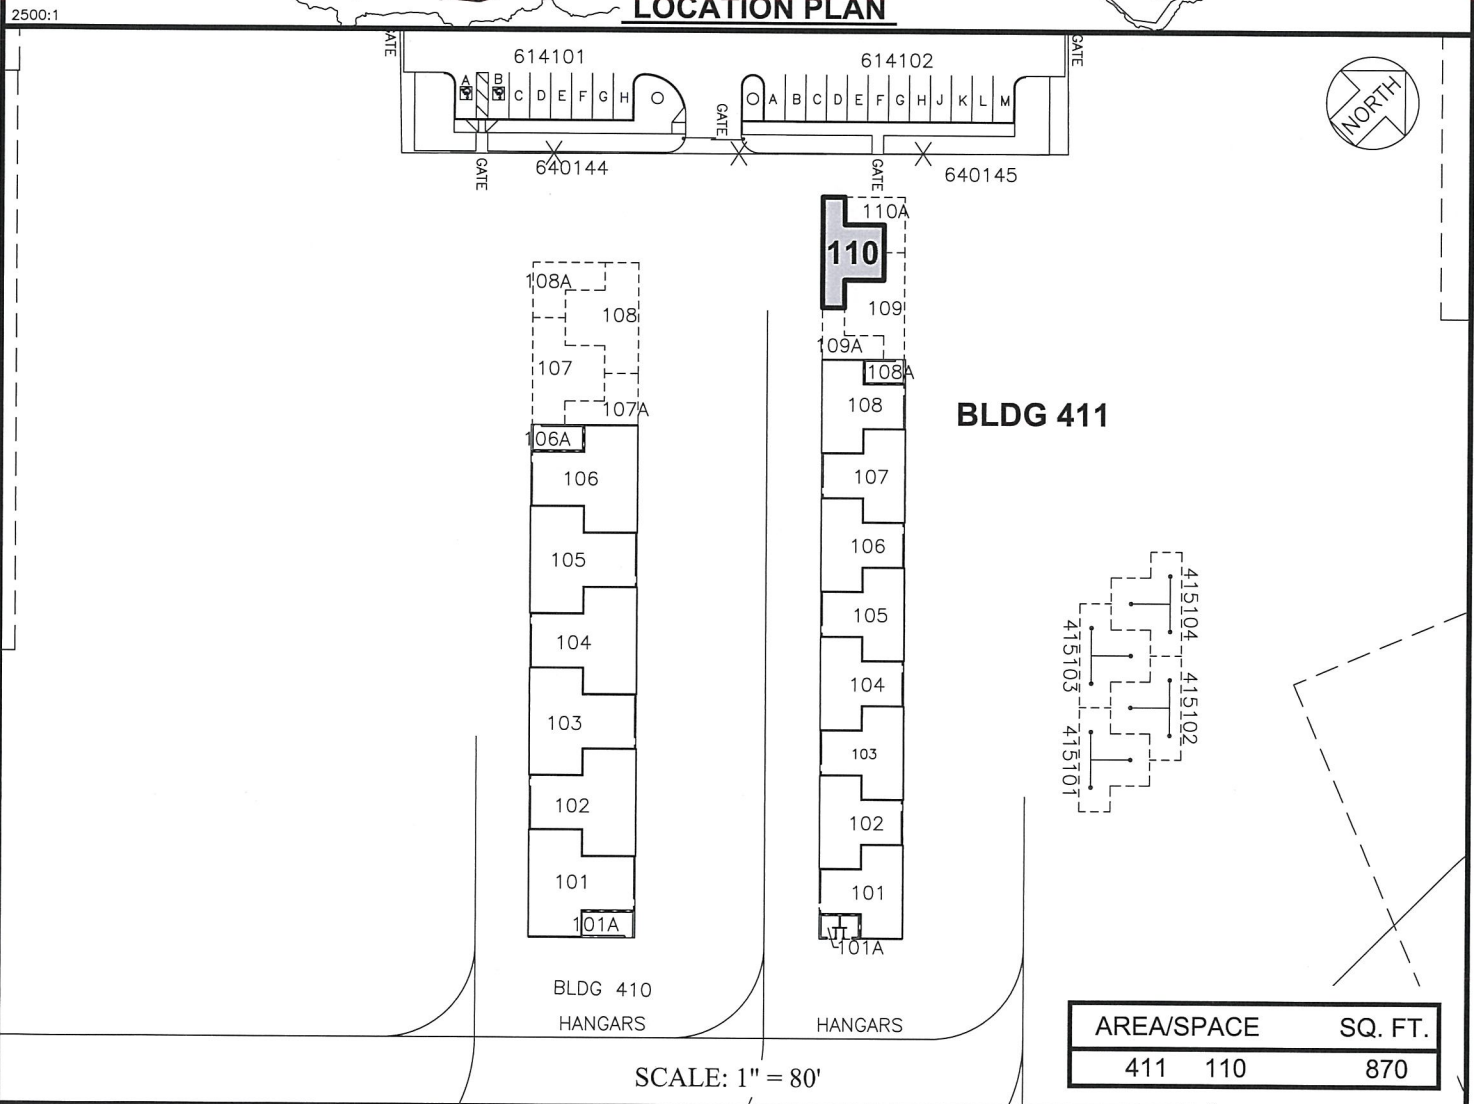 2500:1
LOCATION PLAN
GATE
GATE
614101
614102
A
B
C D E F G H
A B C D E F G H J K L M
GATE
NORTH
640144
640145
GATE
GATE
110A
110
109
109A
108A
108
107
106
105
104
103
102
101
101A
108A
108
107
107A
106A
106
105
104
103
102
101
101A
BLDG 411
415104
415103
415102
415101
BLDG 410
HANGARS
HANGARS
SCALE: 1" = 80'
AREA/SPACE SQ. FT.
411 110 870